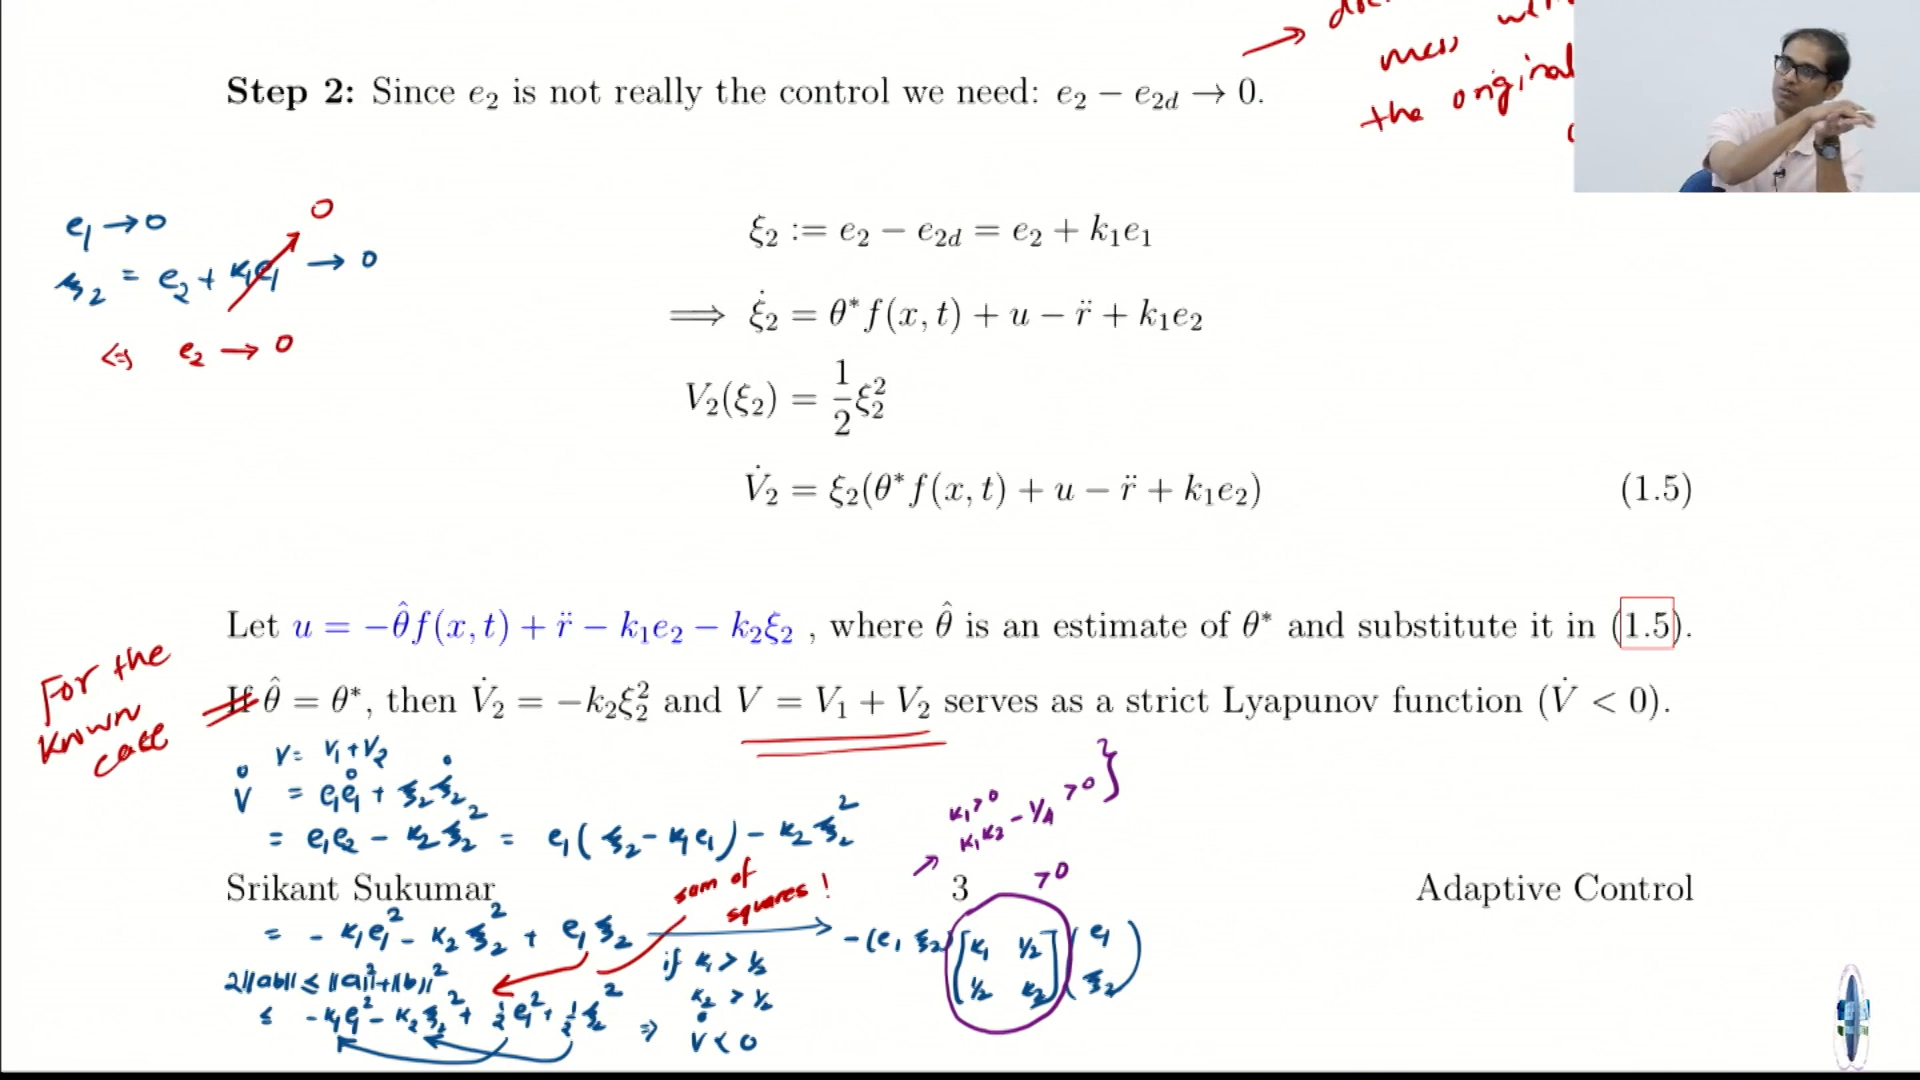 Step 2: Since e₂ is not really the control we need: e₂ − e₂d → 0.
→
mess
the original
e₁ → 0
ξ₂ = e₂ + k₁e₁ → 0
0
⇔ e₂ → 0
ξ₂ := e₂ − e₂d = e₂ + k₁e₁
⟹ ξ̇₂ = θ*f(x, t) + u − r̈ + k₁e₂
V₂(ξ₂) = 1/2 ξ₂²
V̇₂ = ξ₂(θ*f(x, t) + u − r̈ + k₁e₂) (1.5)
Let u = −θ̂f(x, t) + r̈ − k₁e₂ − k₂ξ₂ , where θ̂ is an estimate of θ* and substitute it in (1.5).
For the
known
case
If θ̂ = θ*, then V̇₂ = −k₂ξ₂² and V = V₁ + V₂ serves as a strict Lyapunov function (V̇ < 0).
V = V₁ + V₂
V̇ = e₁ė₁ + ξ₂ξ̇₂
= e₁e₂ − k₂ξ₂² = e₁(ξ₂ − k₁e₁) − k₂ξ₂²
k₁ > 0
k₁k₂ − 1/4 > 0 }
Srikant Sukumar 3 Adaptive Control
sum of
squares!
> 0
= − k₁e₁² − k₂ξ₂² + e₁ξ₂ → −(e₁ ξ₂) [k₁ 1/2
1/2 k₂] (e₁
ξ₂)
2||ab|| ≤ ||a||² + ||b||²
≤ − k₁e₁² − k₂ξ₂² + 1/2 e₁² + 1/2 ξ₂² ⇒
if k₁ > 1/2
k₂ > 1/2
V̇ < 0